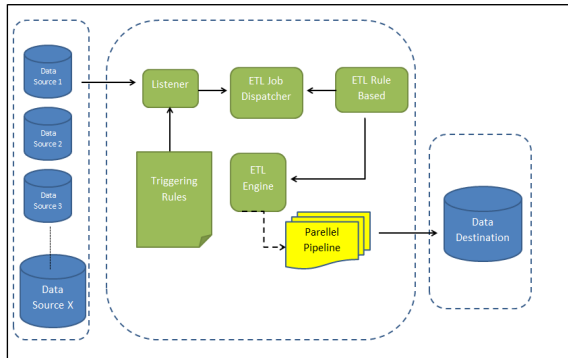 Data
Source 1
Data
Source 2
Data
Source 3
Data
Source X
Listener
ETL Job
Dispatcher
ETL Rule
Based
Triggering
Rules
ETL
Engine
Parellel
Pipeline
Data
Destination